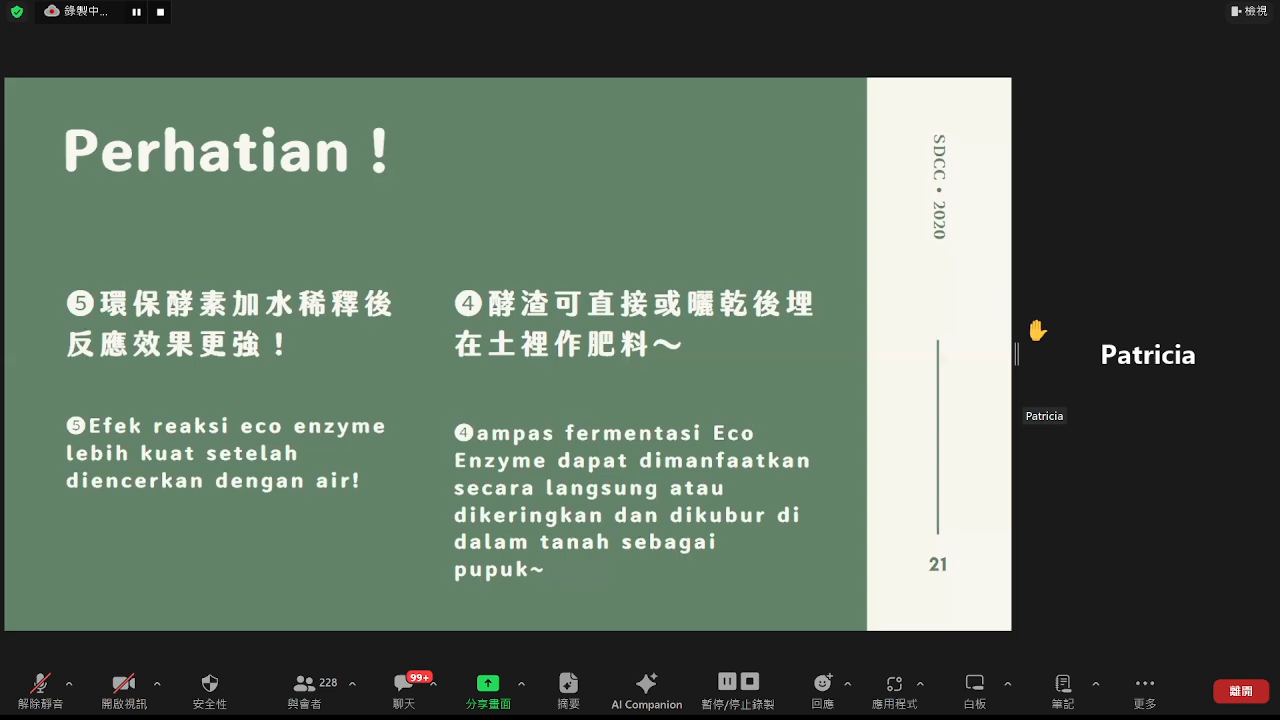 錄製中...
檢視
Perhatian！
❺環保酵素加水稀釋後
反應效果更強！
❺Efek reaksi eco enzyme
lebih kuat setelah
diencerkan dengan air!
❹酵渣可直接或曬乾後埋
在土裡作肥料～
❹ampas fermentasi Eco
Enzyme dapat dimanfaatkan
secara langsung atau
dikeringkan dan dikubur di
dalam tanah sebagai
pupuk~
SDCC • 2020
21
Patricia
Patricia
解除靜音
開啟視訊
安全性
228
與會者
99+
聊天
分享畫面
摘要
AI Companion
暫停/停止錄製
回應
應用程式
白板
筆記
更多
離開